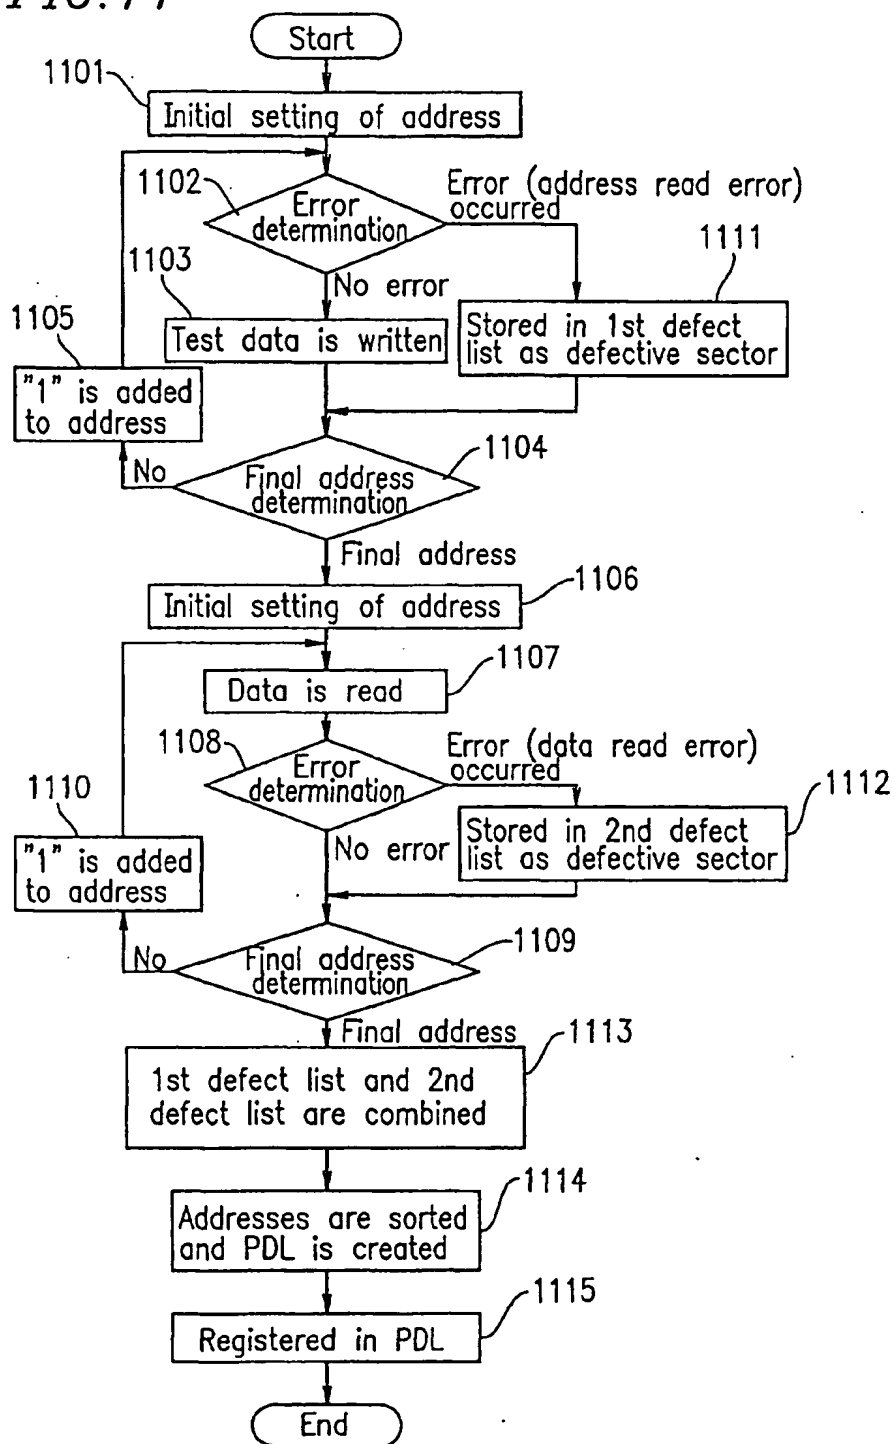 Start
1101
Initial setting of address
1102
Error
determination
Error (address read error)
occurred
1111
1103
No error
1105
Test data is written
Stored in 1st defect
list as defective sector
"1" is added
to address
1104
No
Final address
determination
Final address
1106
Initial setting of address
1107
Data is read
1108
Error
determination
Error (data read error)
occurred
1112
1110
No error
Stored in 2nd defect
list as defective sector
"1" is added
to address
1109
No
Final address
determination
Final address
1113
1st defect list and 2nd
defect list are combined
1114
Addresses are sorted
and PDL is created
1115
Registered in PDL
End